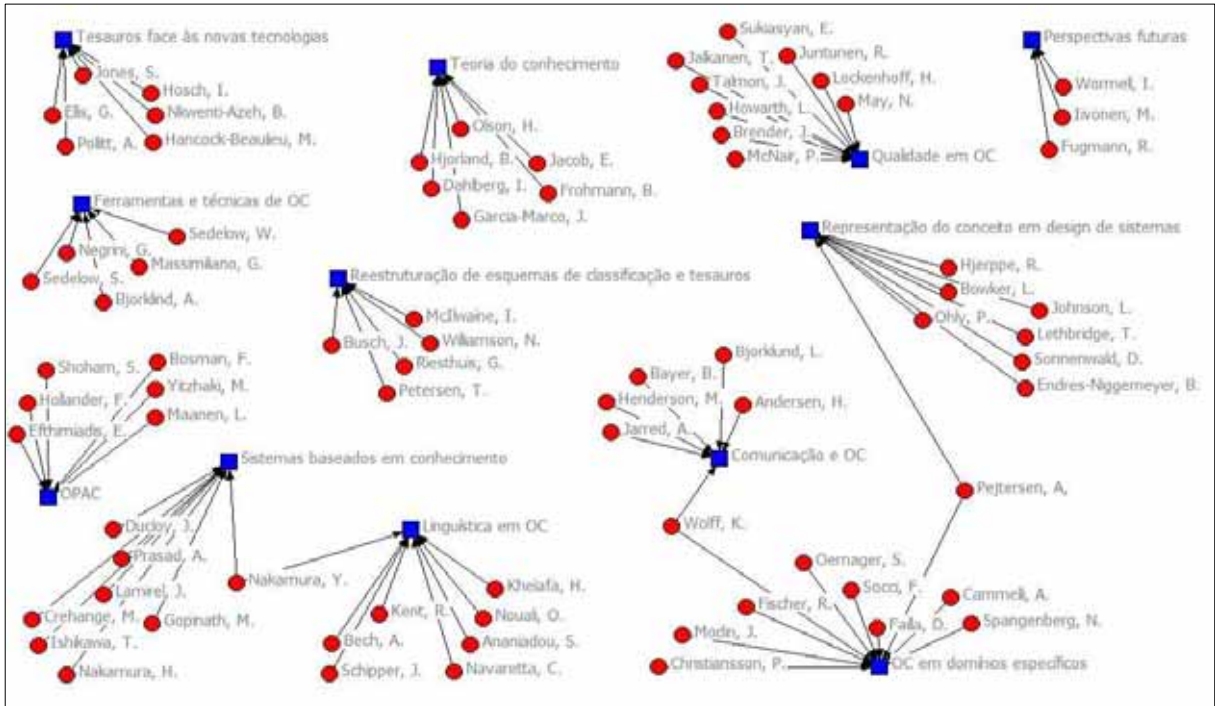 Tesauros face às novas tecnologias
Jones, S.
Hosch, I.
Ellis, G.
Nkwenti-Azeh, B.
Pollitt, A.
Hancock-Beaulieu, M.
Teoria do conhecimento
Olson, H.
Hjorland, B.
Jacob, E.
Dahlberg, I.
Frohmann, B.
Garcia-Marco, J.
Sukiasyan, E.
Jalkanen, T.
Juntunen, R.
Talmon, J.
Lockenhoff, H.
Howarth, L.
May, N.
Brender, J.
McNair, P.
Qualidade em OC
Perspectivas futuras
Wormell, I.
Iivonen, M.
Fugmann, R.
Ferramentas e técnicas de OC
Sedelow, W.
Negrini, G.
Massimiliano, G.
Sedelow, S.
Bjorklind, A.
Reestruturação de esquemas de classificação e tesauros
McIlwaine, I.
Busch, J.
Williamson, N.
Riesthuis, G.
Petersen, T.
Representação do conceito em design de sistemas
Hjerppe, R.
Bowker, L.
Johnson, L.
Ohly, P.
Lethbridge, T.
Sonnenwald, D.
Endres-Niggemeyer, B.
Shoham, S.
Bosman, F.
Hollander, F.
Yitzhaki, M.
Efthimiadis, E.
Maanen, L.
OPAC
Sistemas baseados em conhecimento
Ducloy, J.
Prasad, A.
Lamirel, J.
Crehange, M.
Gopinath, M.
Ishikawa, T.
Nakamura, H.
Nakamura, Y.
Linguística em OC
Kheiafa, H.
Kent, R.
Nouali, O.
Bech, A.
Ananiadou, S.
Schipper, J.
Navaretta, C.
Bjorklund, L.
Bayer, B.
Henderson, M.
Andersen, H.
Jarred, A.
Comunicação e OC
Pejtersen, A,
Wolff, K.
Oernager, S.
Socci, F.
Cammeli, A.
Fischer, R.
Failla, D.
Spangenberg, N.
Modin, J.
Christiansson, P.
OC em domínios específicos